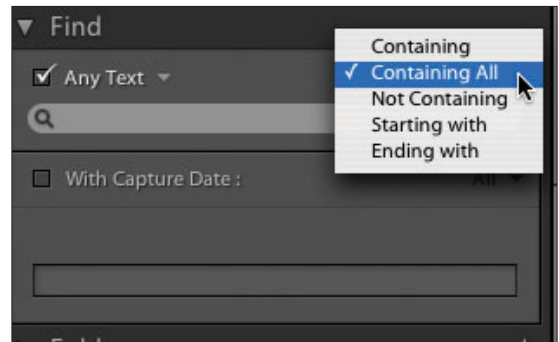 Find
Containing
Containing All
Not Containing
Starting with
Ending with
Any Text
With Capture Date :
All